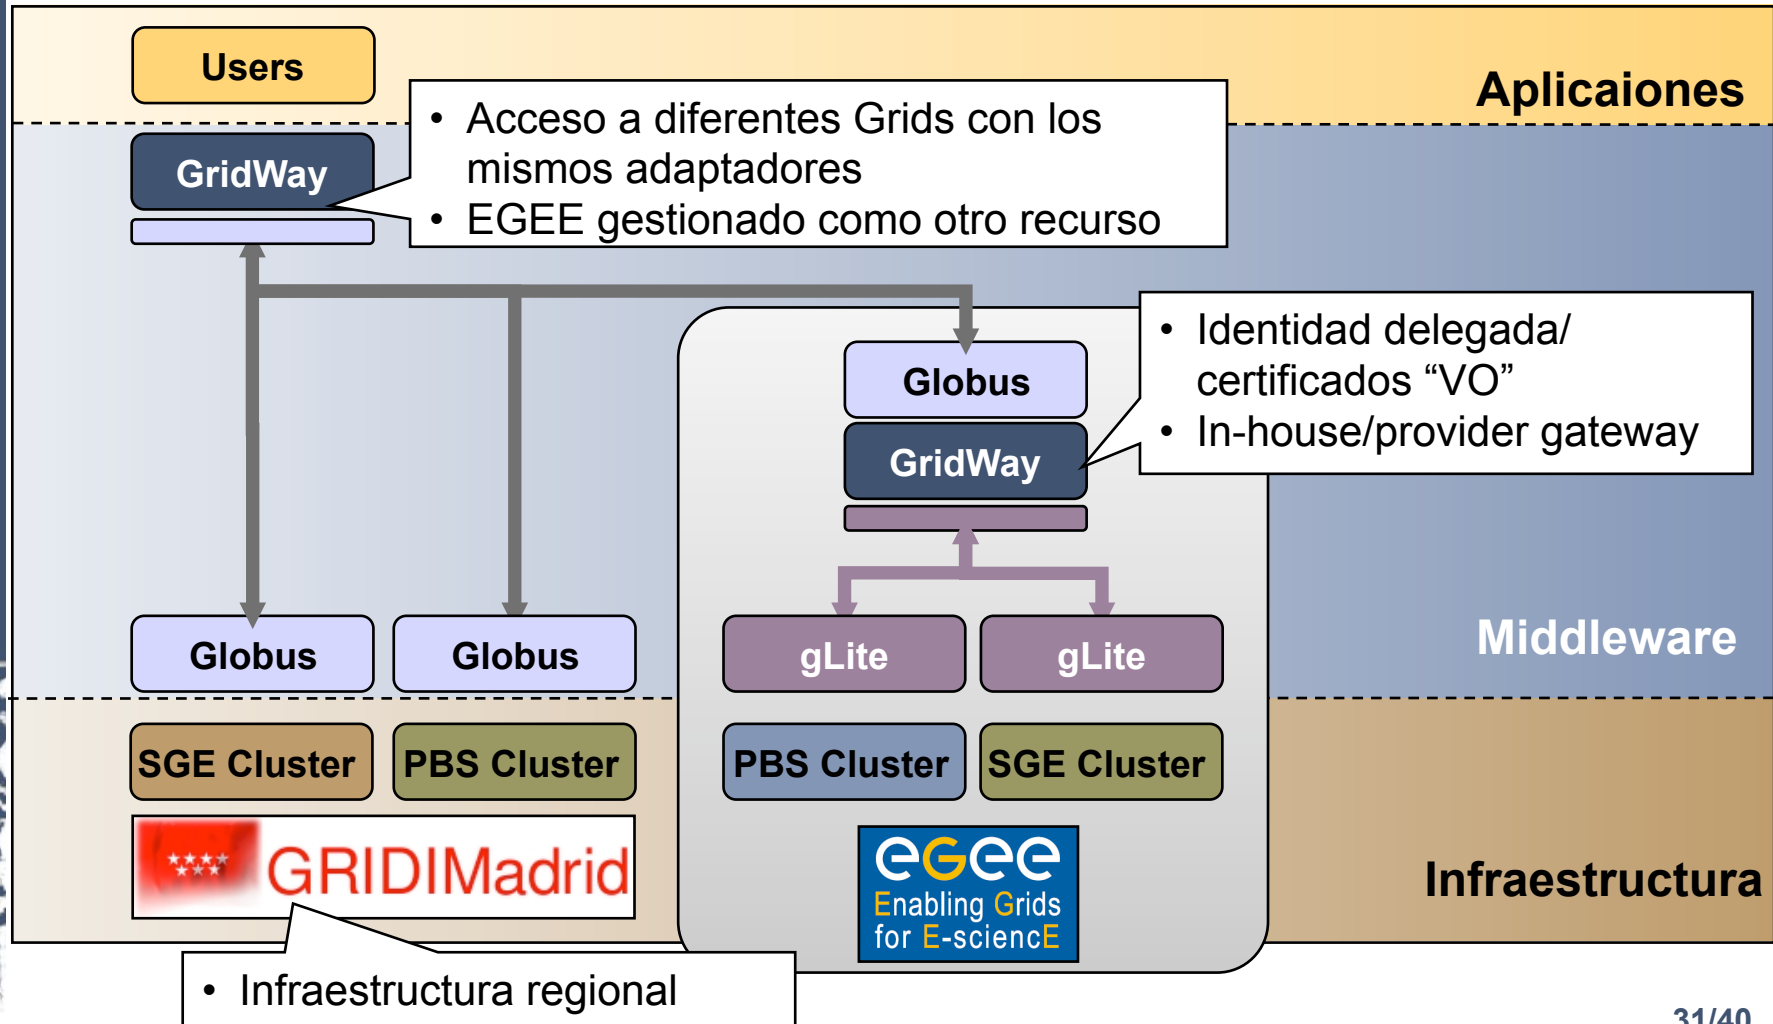 Users
Aplicaiones
• Acceso a diferentes Grids con los
mismos adaptadores
• EGEE gestionado como otro recurso
GridWay
• Identidad delegada/
certificados “VO”
• In-house/provider gateway
Globus
GridWay
Globus
Globus
gLite
gLite
Middleware
SGE Cluster
PBS Cluster
PBS Cluster
SGE Cluster
GRIDIMadrid
egee
Enabling Grids
for E-sciencE
Infraestructura
• Infraestructura regional
31/40